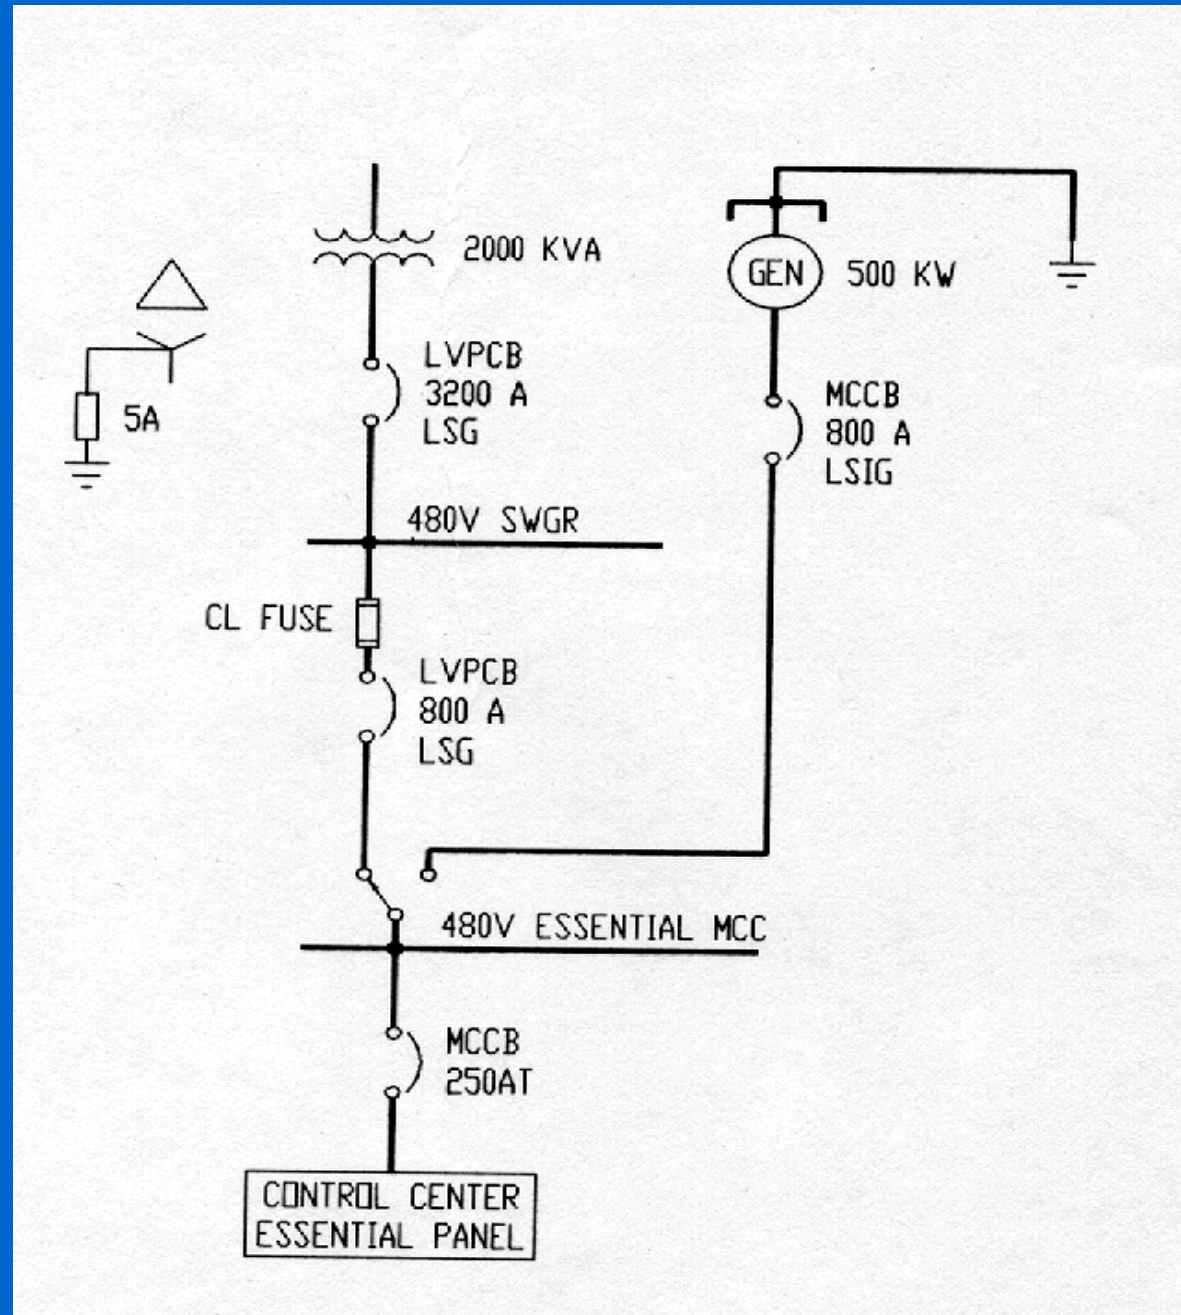 2000 KVA
GEN
500 KW
5A
LVPCB
3200 A
LSG
MCCB
800 A
LSIG
480V SWGR
CL FUSE
LVPCB
800 A
LSG
480V ESSENTIAL MCC
MCCB
250AT
CONTROL CENTER
ESSENTIAL PANEL